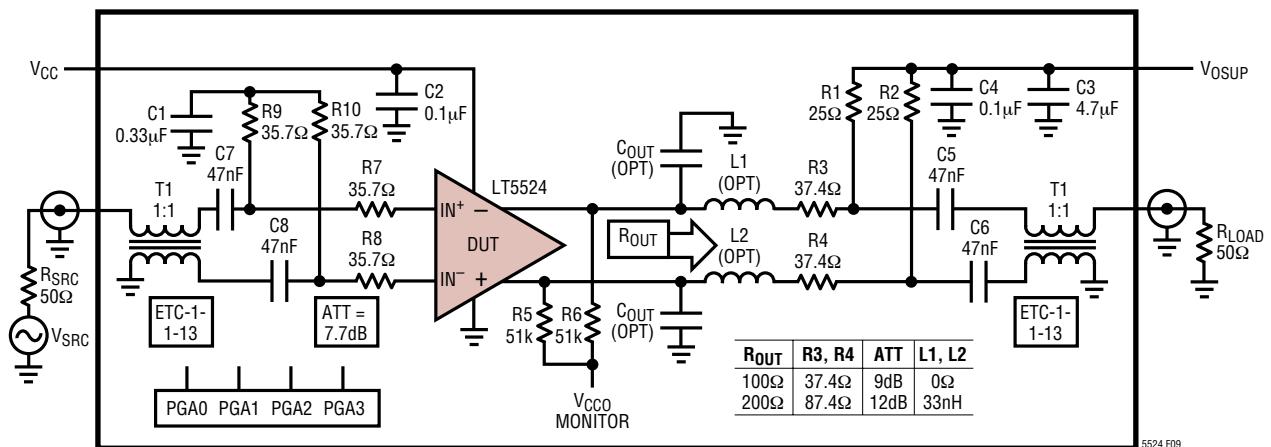 VCC
VOSUP
C1
0.33µF
R9
35.7Ω
R10
35.7Ω
C2
0.1µF
R1
25Ω
R2
25Ω
C4
0.1µF
C3
4.7µF
C7
47nF
T1
1:1
C8
47nF
R7
35.7Ω
R8
35.7Ω
LT5524
IN+
–
DUT
IN–
+
COUT
(OPT)
L1
(OPT)
R3
37.4Ω
C5
47nF
T1
1:1
ROUT
L2
(OPT)
R4
37.4Ω
C6
47nF
RLOAD
50Ω
RSRC
50Ω
VSRC
ETC-1-
1-13
ATT =
7.7dB
R5
51k
R6
51k
COUT
(OPT)
ETC-1-
1-13
VCCO
MONITOR
ROUT R3, R4 ATT L1, L2
100Ω 37.4Ω 9dB 0Ω
200Ω 87.4Ω 12dB 33nH
PGA0 PGA1 PGA2 PGA3
5524 F09